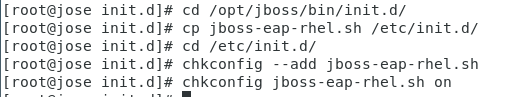 [root@jose init.d]# cd /opt/jboss/bin/init.d/
[root@jose init.d]# cp jboss-eap-rhel.sh /etc/init.d/
[root@jose init.d]# cd /etc/init.d/
[root@jose init.d]# chkconfig --add jboss-eap-rhel.sh
[root@jose init.d]# chkconfig jboss-eap-rhel.sh on
[root@jose init.d]#